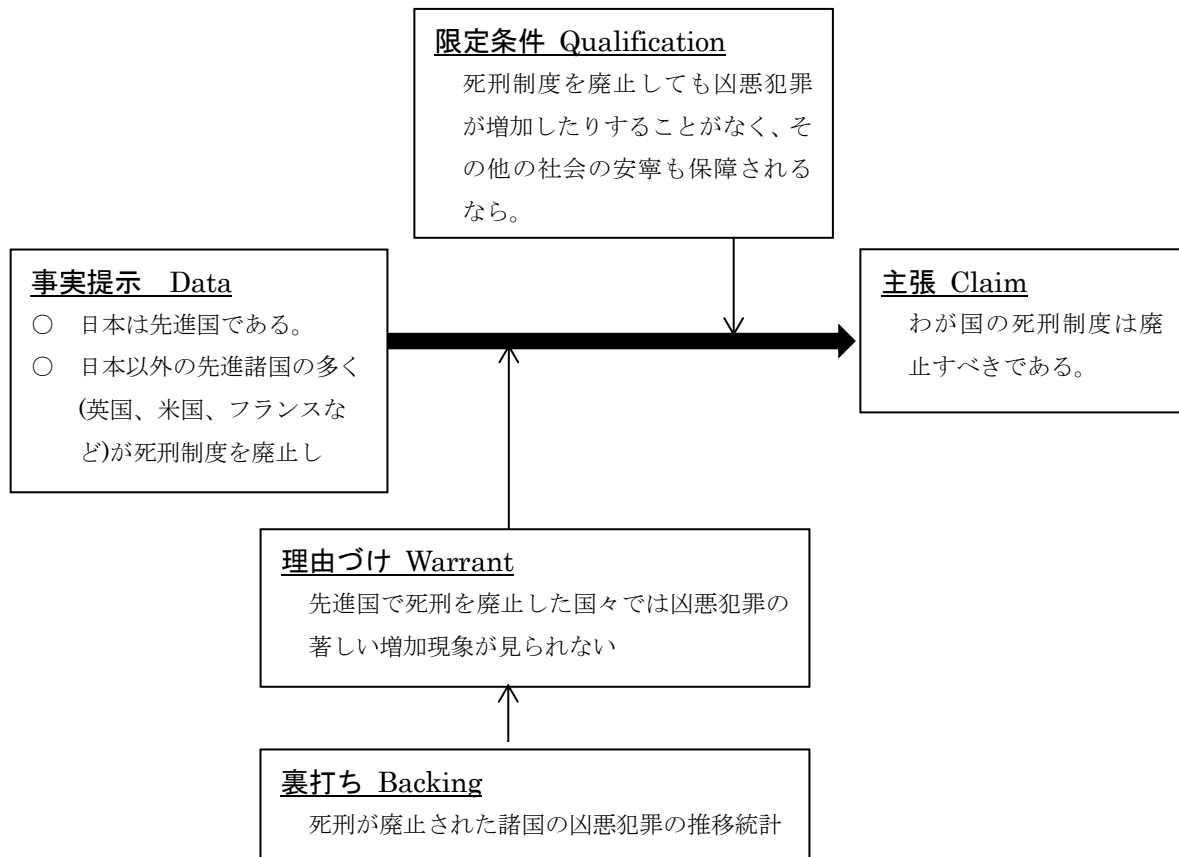 限定条件 Qualification
死刑制度を廃止しても凶悪犯罪
が増加したりすることがなく、そ
の他の社会の安寧も保障される
なら。
事実提示　Data
○　日本は先進国である。
○　日本以外の先進諸国の多く
(英国、米国、フランスな
ど)が死刑制度を廃止し
主張 Claim
わが国の死刑制度は廃
止すべきである。
理由づけ Warrant
先進国で死刑を廃止した国々では凶悪犯罪の
著しい増加現象が見られない
裏打ち Backing
死刑が廃止された諸国の凶悪犯罪の推移統計